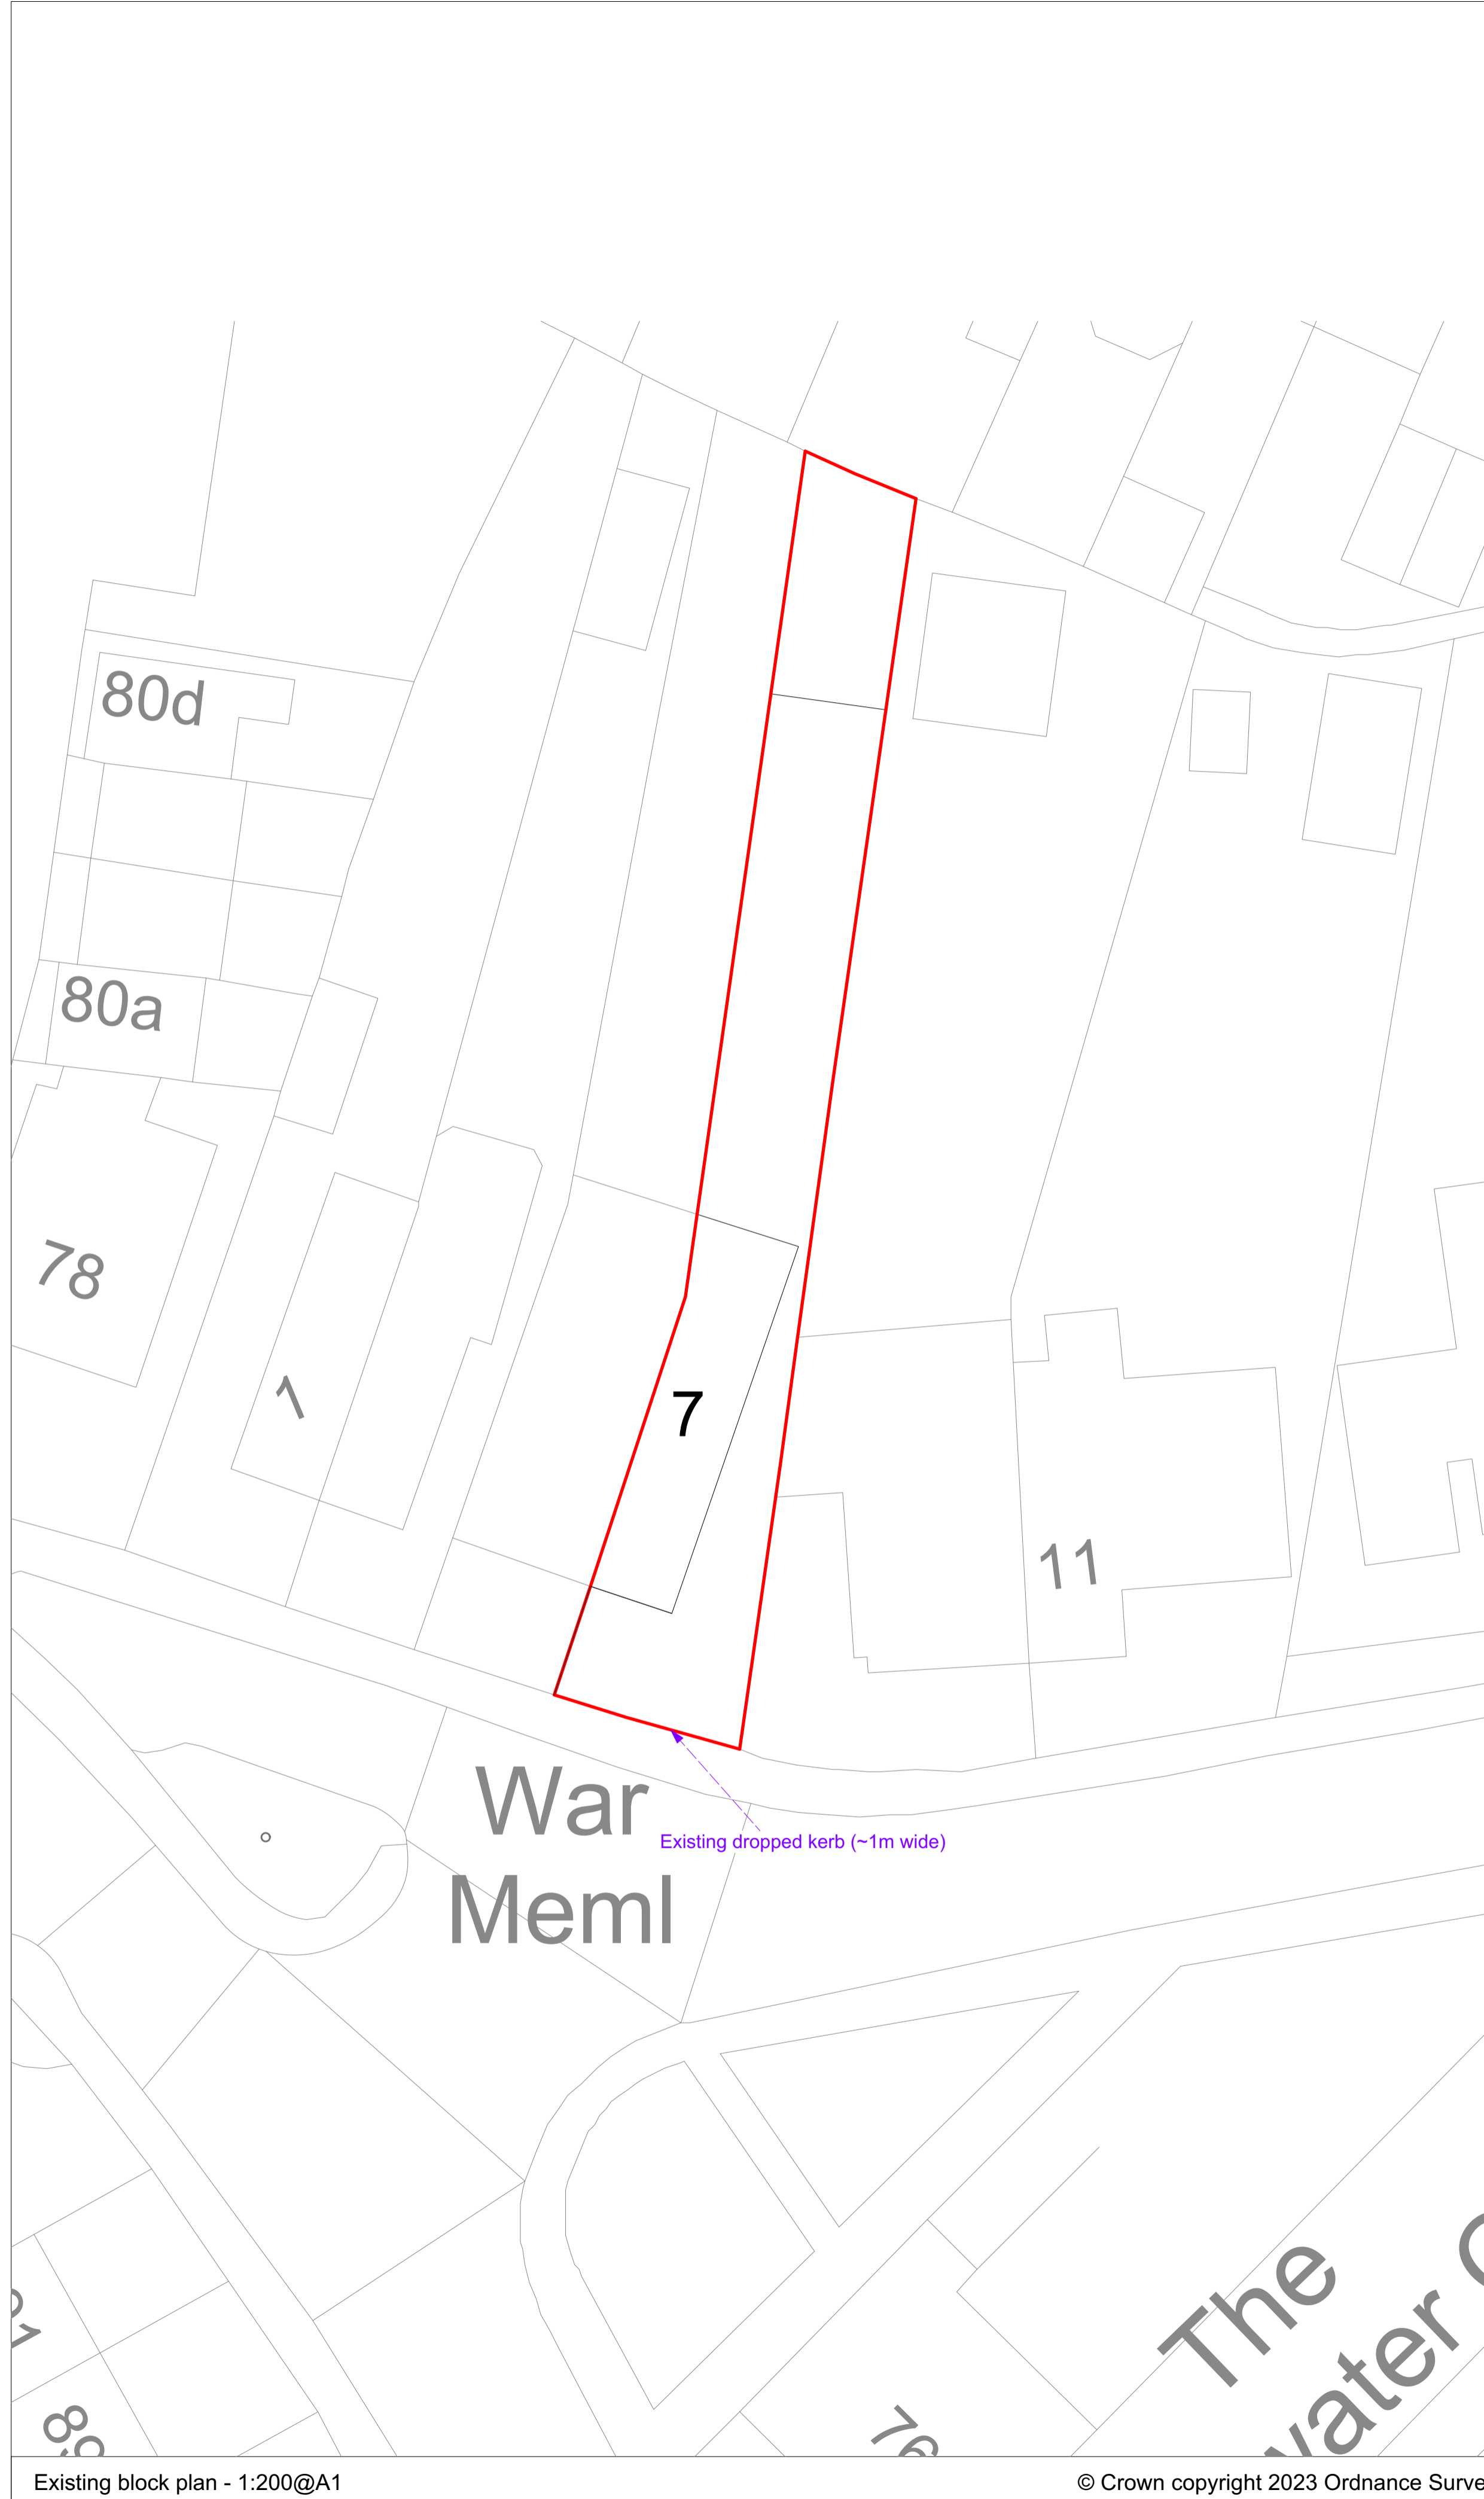 80d
80a
78
1
7
11
War
Meml
Existing dropped kerb (~1m wide)
The
76
Existing block plan - 1:200@A1
© Crown copyright 2023 Ordnance